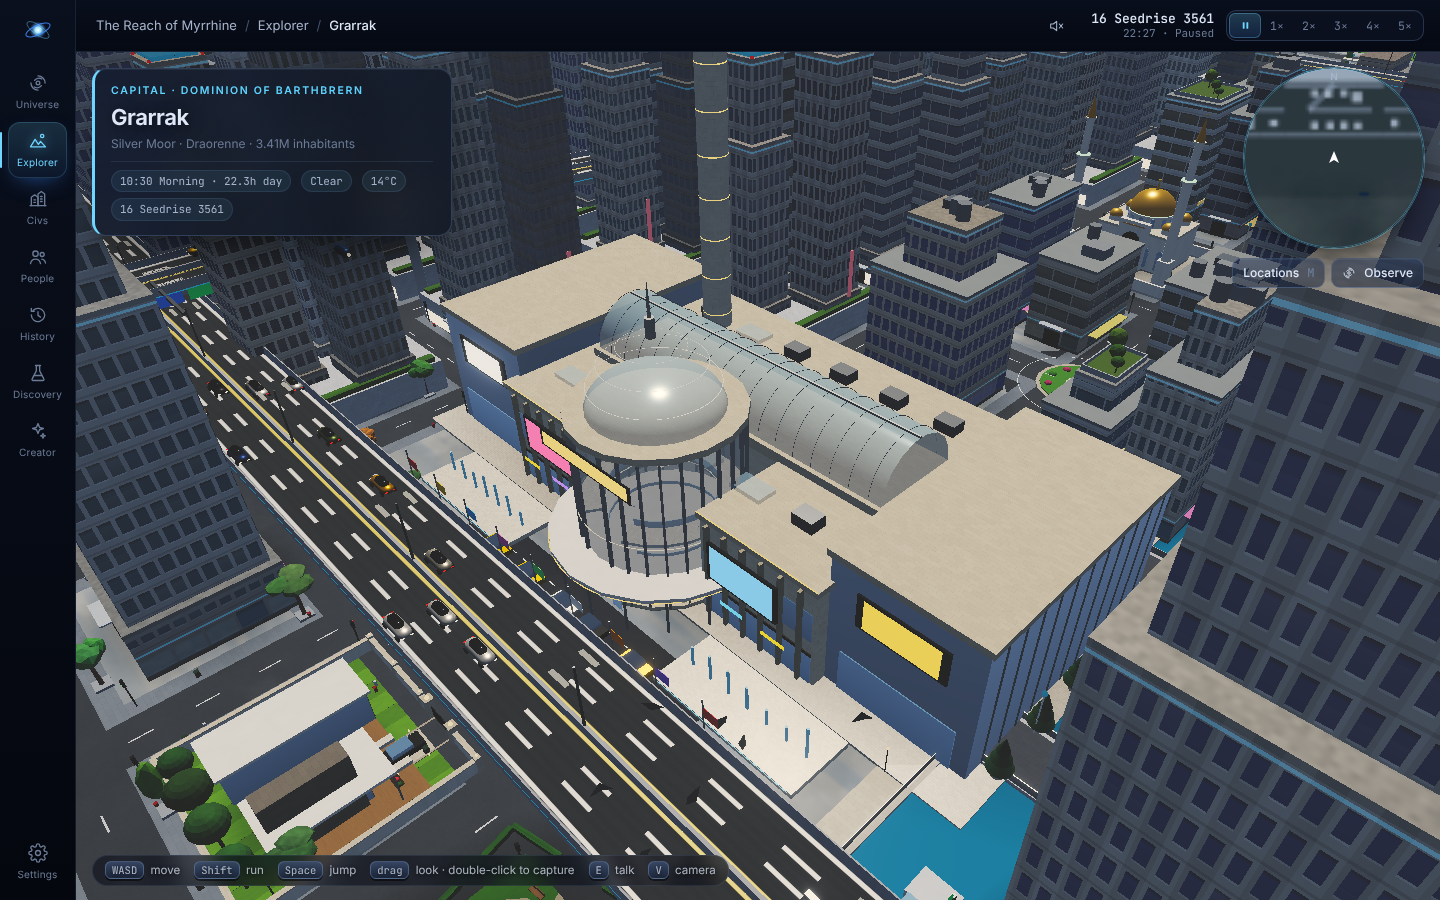 The Reach of Myrrhine / Explorer / Grarrak
16 Seedrise 3561
22:27 · Paused
1× 2× 3× 4× 5×
Universe
Explorer
Civs
People
History
Discovery
Creator
Settings
CAPITAL · DOMINION OF BARTHBRERN
Grarrak
Silver Moor · Draorenne · 3.41M inhabitants
10:30 Morning · 22.3h day
Clear
14°C
16 Seedrise 3561
N
Locations M
Observe
WASD move Shift run Space jump drag look · double-click to capture E talk V camera